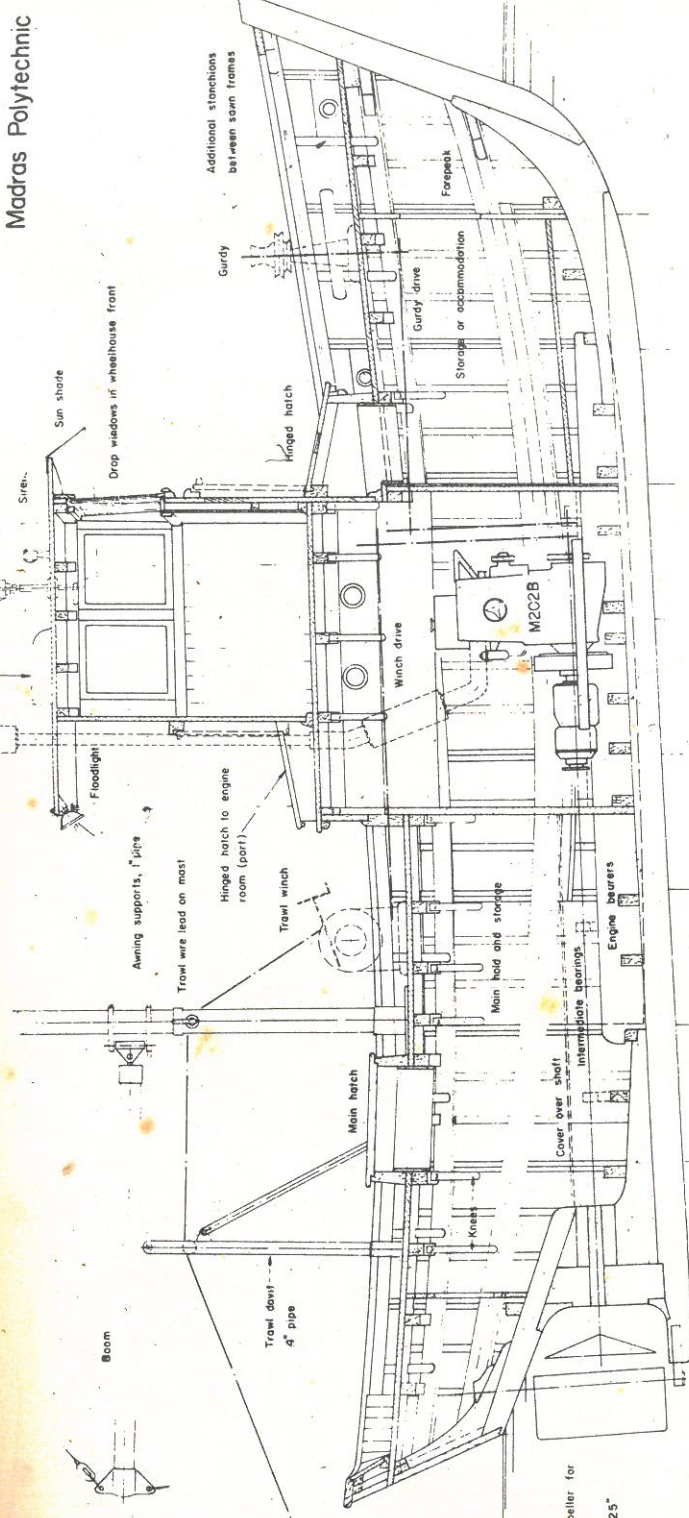 Madras Polytechnic
Sun shade
Drop windows in wheelhouse front
Additional stanchions
between sawn frames
Gurdy
Hinged hatch
Floodlight
Awning supports, 1" pipe
Trawl wire lead on mast
Hinged hatch to engine
room (port)
Trawl winch
Boom
Trawl davit
4" pipe
Main hatch
Winch drive
Gurdy drive
Storage or accommodation
Forepeak
M2C2B
Main hold and storage
Knees
Cover over shaft
Intermediate bearings
Engine bearers
for
25"